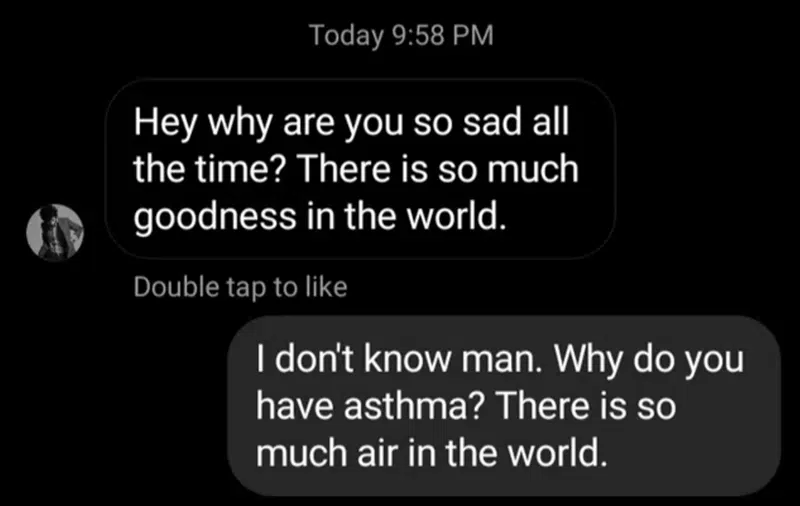 Today 9:58 PM
Hey why are you so sad all
the time? There is so much
goodness in the world.
Double tap to like
I don't know man. Why do you
have asthma? There is so
much air in the world.